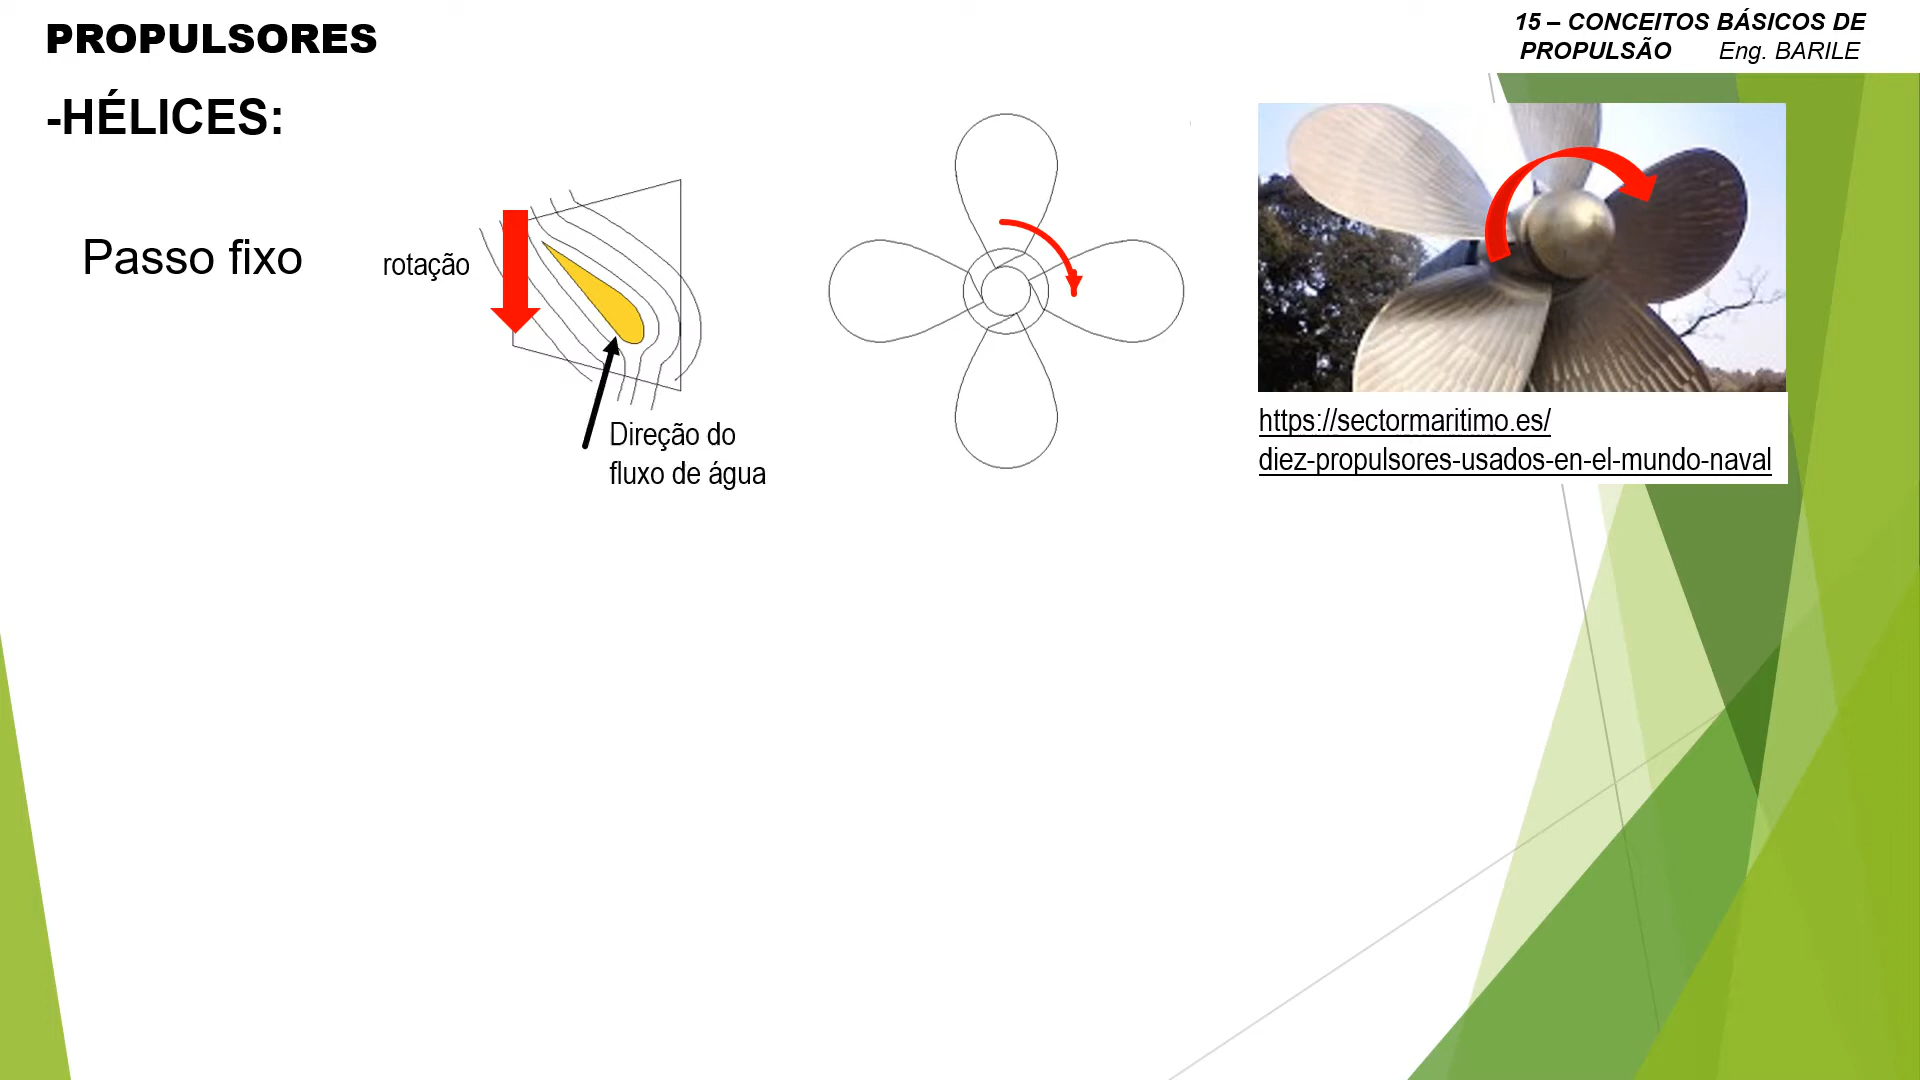 PROPULSORES
15 – CONCEITOS BÁSICOS DE
PROPULSÃO Eng. BARILE
-HÉLICES:
Passo fixo
rotação
Direção do
fluxo de água
https://sectormaritimo.es/
diez-propulsores-usados-en-el-mundo-naval